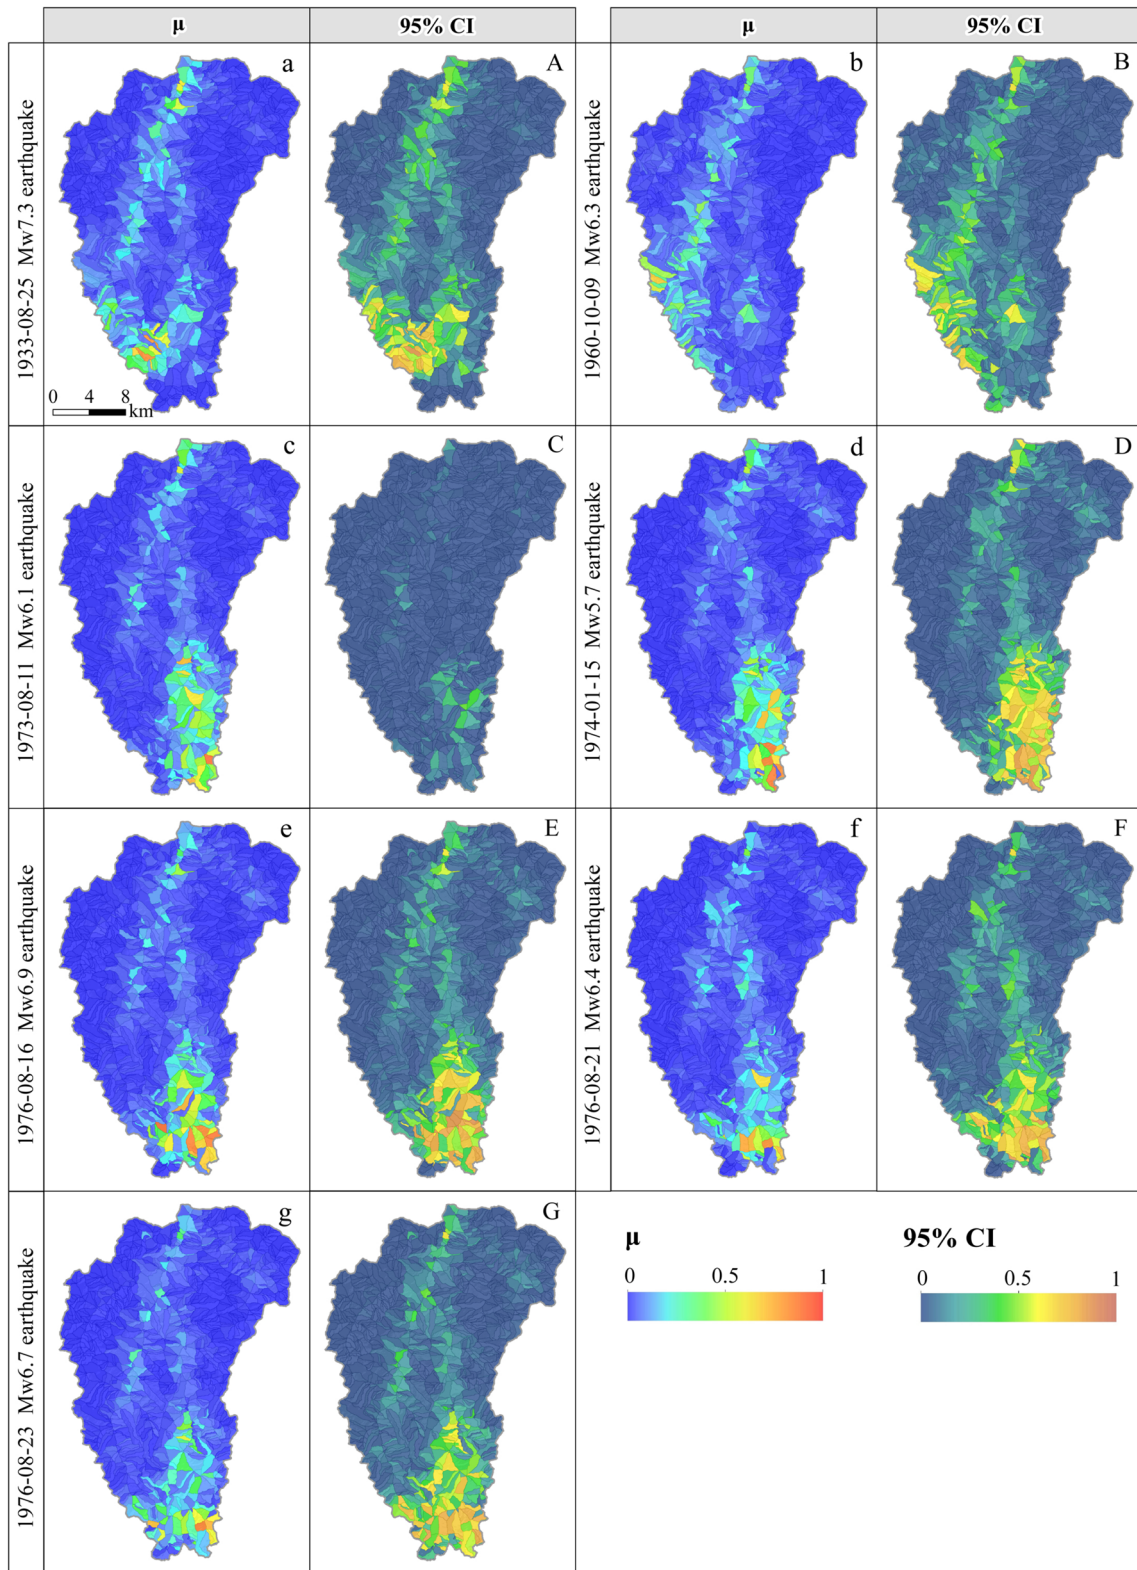 μ 95% CI μ 95% CI
1933-08-25 Mw7.3 earthquake
a
A
0 4 8
km
1960-10-09 Mw6.3 earthquake
b
B
1973-08-11 Mw6.1 earthquake
c
C
1974-01-15 Mw5.7 earthquake
d
D
1976-08-16 Mw6.9 earthquake
e
E
1976-08-21 Mw6.4 earthquake
f
F
1976-08-23 Mw6.7 earthquake
g
G
μ
0 0.5 1
95% CI
0 0.5 1